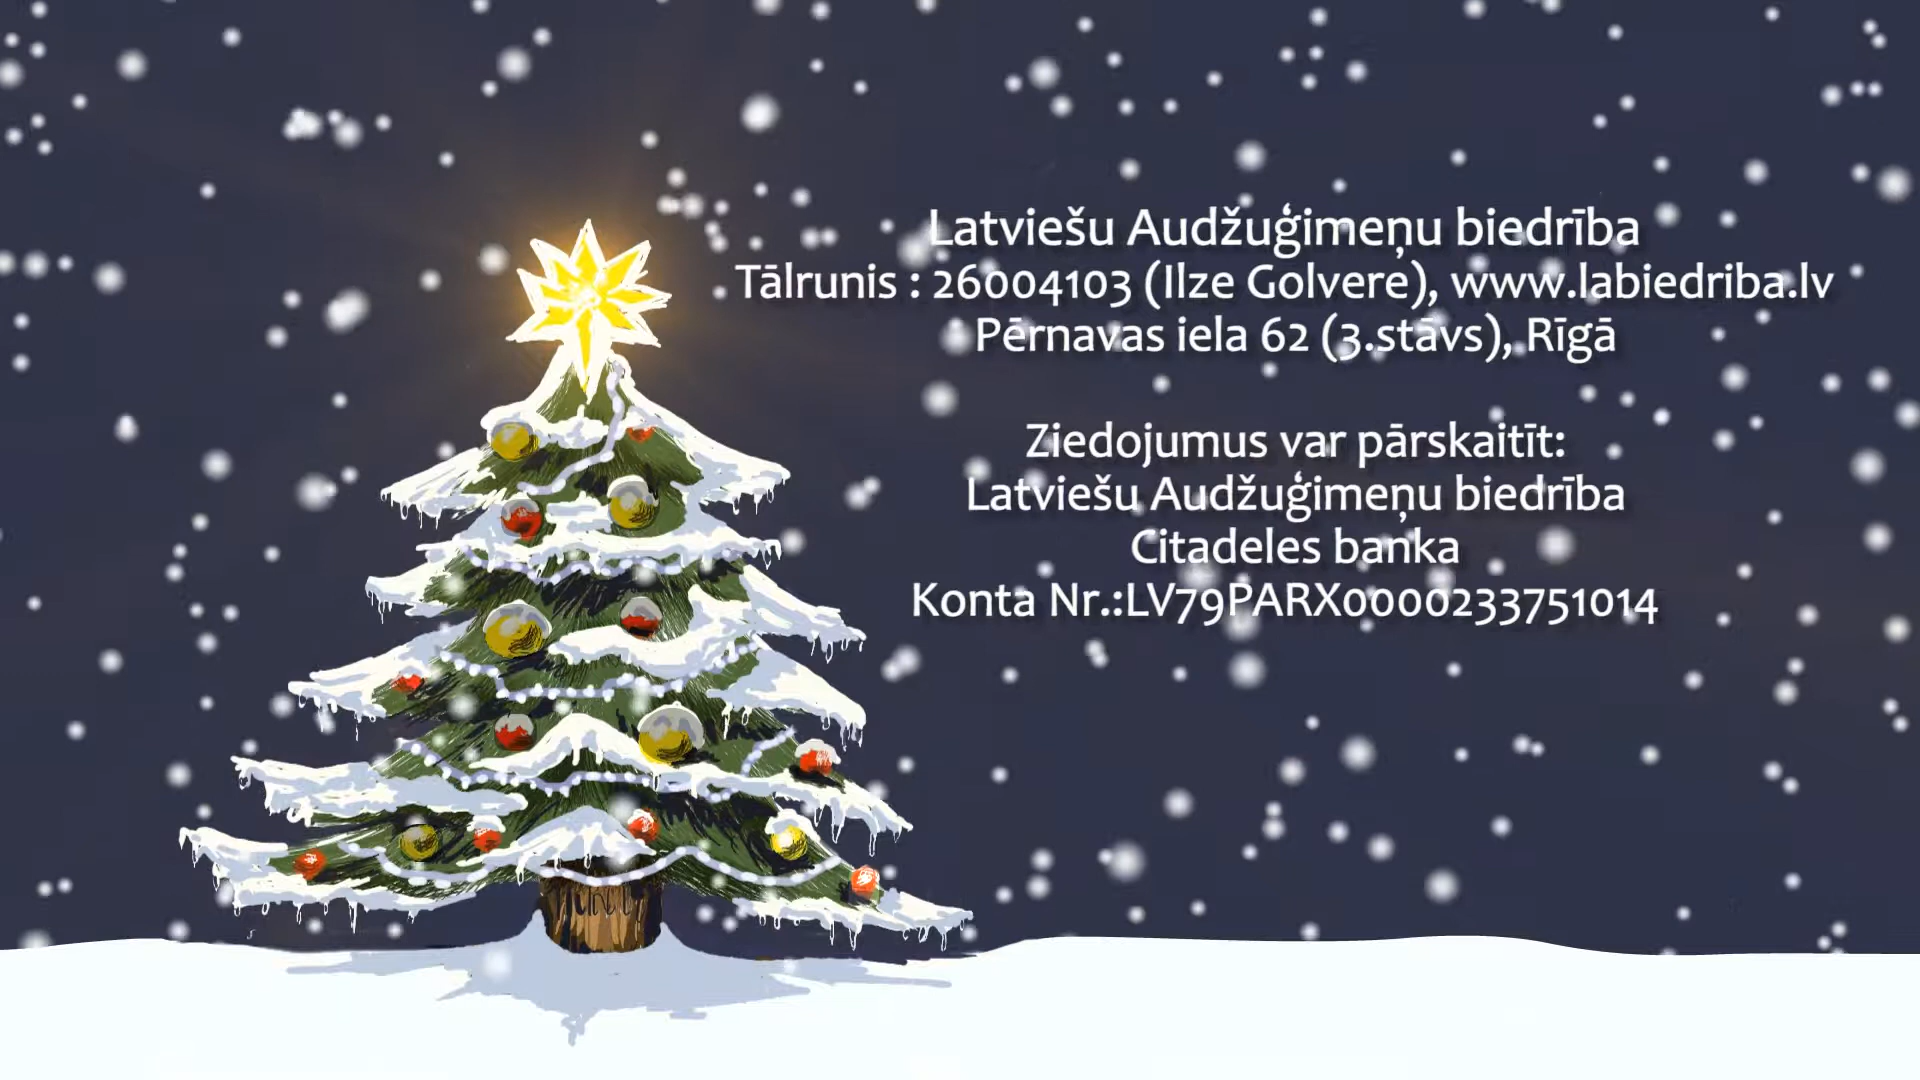 Latviešu Audžuģimeņu biedrība
Tālrunis : 26004103 (Ilze Golvere), www.labiedriba.lv
Pērnavas iela 62 (3.stāvs), Rīgā
Ziedojumus var pārskaitīt:
Latviešu Audžuģimeņu biedrība
Citadeles banka
Konta Nr.:LV79PARX0000233751014